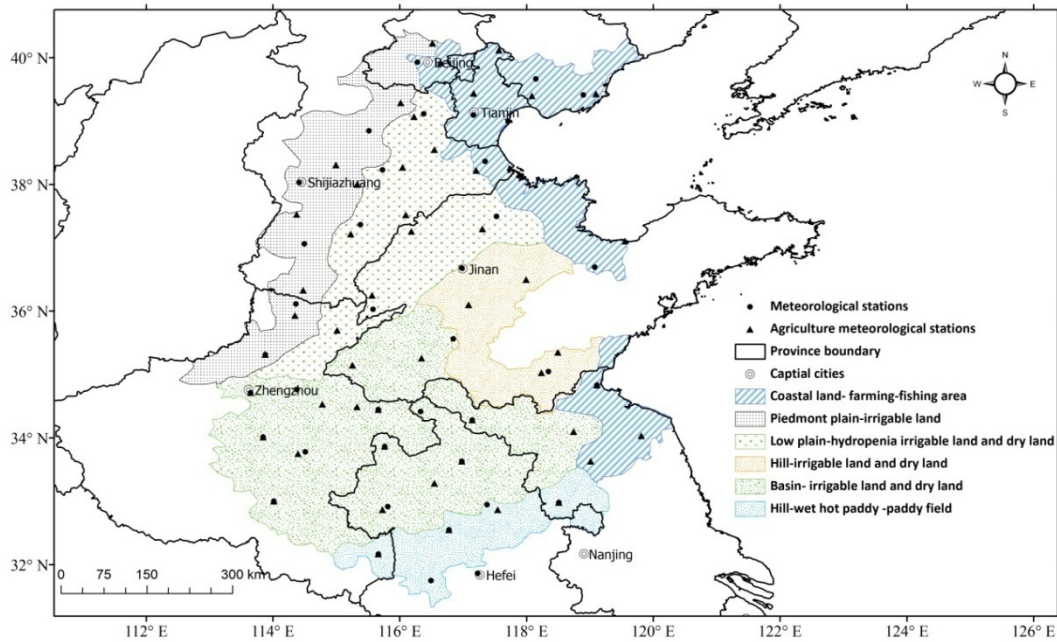 40° N
38° N
36° N
34° N
32° N
N
W
E
S
Beijing
Tianjin
Shijiazhuang
Jinan
Zhengzhou
Nanjing
Hefei
Meteorological stations
Agriculture meteorological stations
Province boundary
Captial cities
Coastal land- farming-fishing area
Piedmont plain-irrigable land
Low plain-hydropenia irrigable land and dry land
Hill-irrigable land and dry land
Basin- irrigable land and dry land
Hill-wet hot paddy -paddy field
0 75 150 300 km
112° E 114° E 116° E 118° E 120° E 122° E 124° E 126° E